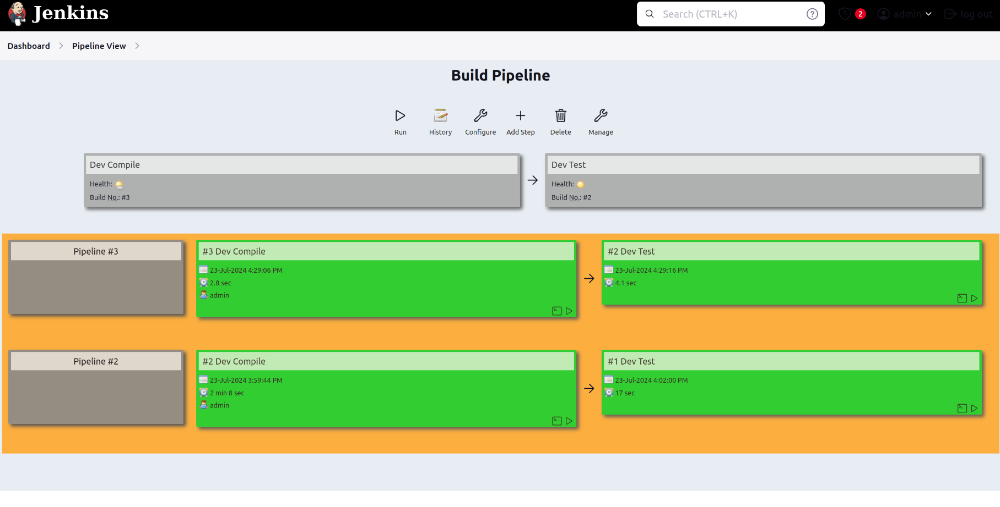 Jenkins
Search (CTRL+K)
2
admin
log out
Dashboard
Pipeline View
Build Pipeline
Run
History
Configure
Add Step
Delete
Manage
Dev Compile
Health:
Build No.: #3
Dev Test
Health:
Build No.: #2
Pipeline #3
#3 Dev Compile
23-Jul-2024 4:29:06 PM
2.8 sec
admin
#2 Dev Test
23-Jul-2024 4:29:16 PM
4.1 sec
Pipeline #2
#2 Dev Compile
23-Jul-2024 3:59:44 PM
2 min 8 sec
admin
#1 Dev Test
23-Jul-2024 4:02:00 PM
17 sec